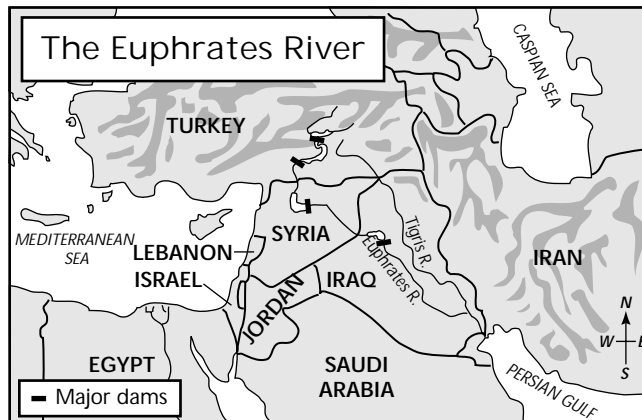 The Euphrates River
CASPIAN SEA
TURKEY
MEDITERRANEAN
SEA
LEBANON
SYRIA
ISRAEL
JORDAN
IRAQ
Euphrates R.
Tigris R.
IRAN
EGYPT
SAUDI
ARABIA
PERSIAN GULF
N
W E
S
Major dams